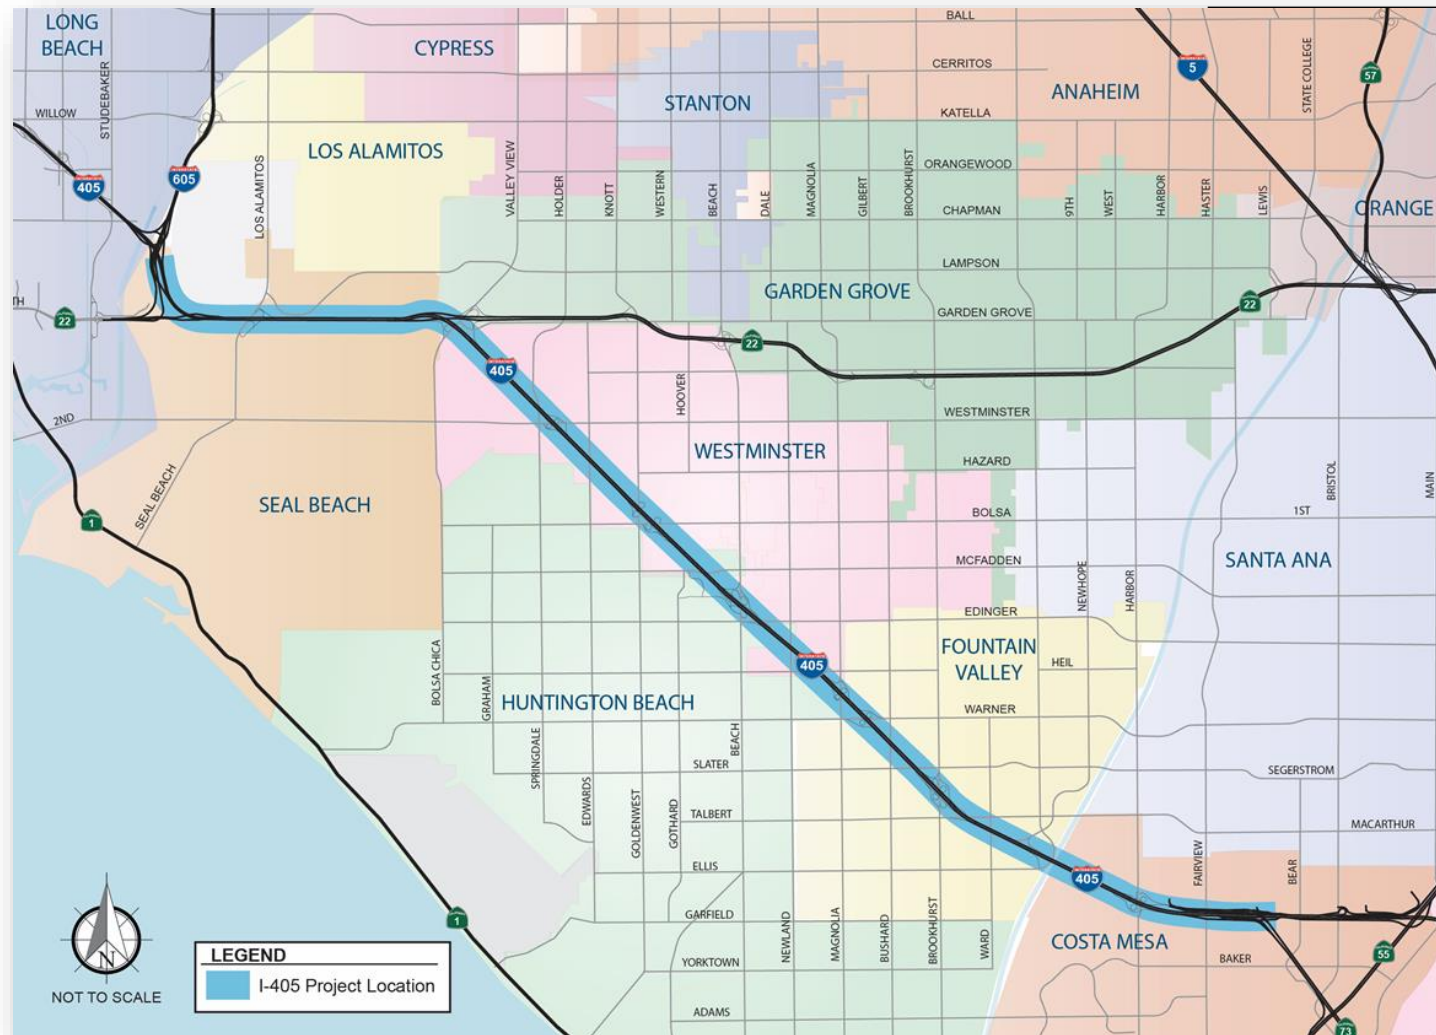 LONG
BEACH
CYPRESS
BALL
STATE COLLEGE
5
57
CERRITOS
STUDEBAKER
STANTON
ANAHEIM
WILLOW
KATELLA
LOS ALAMITOS
ORANGEWOOD
405
605
LOS ALAMITOS
VALLEY VIEW
HOLDER
KNOTT
WESTERN
BEACH
DALE
MAGNOLIA
GILBERT
BROOKHURST
CHAPMAN
9TH
WEST
HARBOR
HASTER
LEWIS
ORANGE
LAMPSON
GARDEN GROVE
TH
22
GARDEN GROVE
22
22
405
HOOVER
2ND
WESTMINSTER
WESTMINSTER
HAZARD
SEAL BEACH
SEAL BEACH
1
BOLSA
1ST
BRISTOL
MAIN
MCFADDEN
SANTA ANA
NEWHOPE
HARBOR
EDINGER
FOUNTAIN
VALLEY
HEIL
405
BOLSA CHICA
GRAHAM
HUNTINGTON BEACH
WARNER
SPRINGDALE
BEACH
SLATER
SEGERSTROM
EDWARDS
GOLDENWEST
GOTHARD
TALBERT
MACARTHUR
ELLIS
405
FAIRVIEW
BEAR
1
GARFIELD
NEWLAND
MAGNOLIA
BUSHARD
BROOKHURST
WARD
COSTA MESA
BAKER
55
YORKTOWN
ADAMS
73
N
NOT TO SCALE
LEGEND
I-405 Project Location